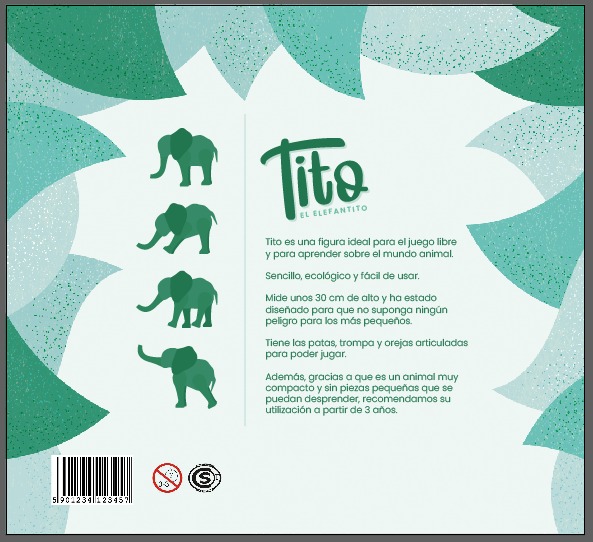 Tito
EL ELEFANTITO
Tito es una figura ideal para el juego libre
y para aprender sobre el mundo animal.
Sencillo, ecológico y fácil de usar.
Mide unos 30 cm de alto y ha estado
diseñado para que no suponga ningún
peligro para los más pequeños.
Tiene las patas, trompa y orejas articuladas
para poder jugar.
Además, gracias a que es un animal muy
compacto y sin piezas pequeñas que se
puedan desprender, recomendamos su
utilización a partir de 3 años.
5 901234 123457
0-3